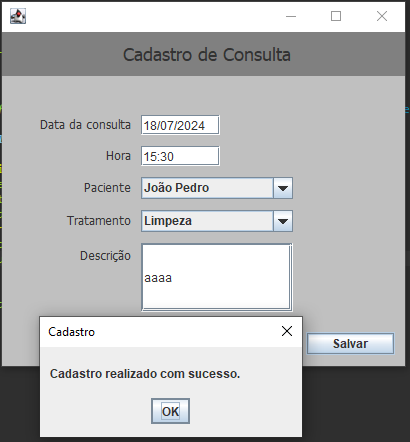 Cadastro de Consulta
Data da consulta 18/07/2024
Hora 15:30
Paciente João Pedro
Tratamento Limpeza
Descrição
aaaa
Salvar
Cadastro
Cadastro realizado com sucesso.
OK